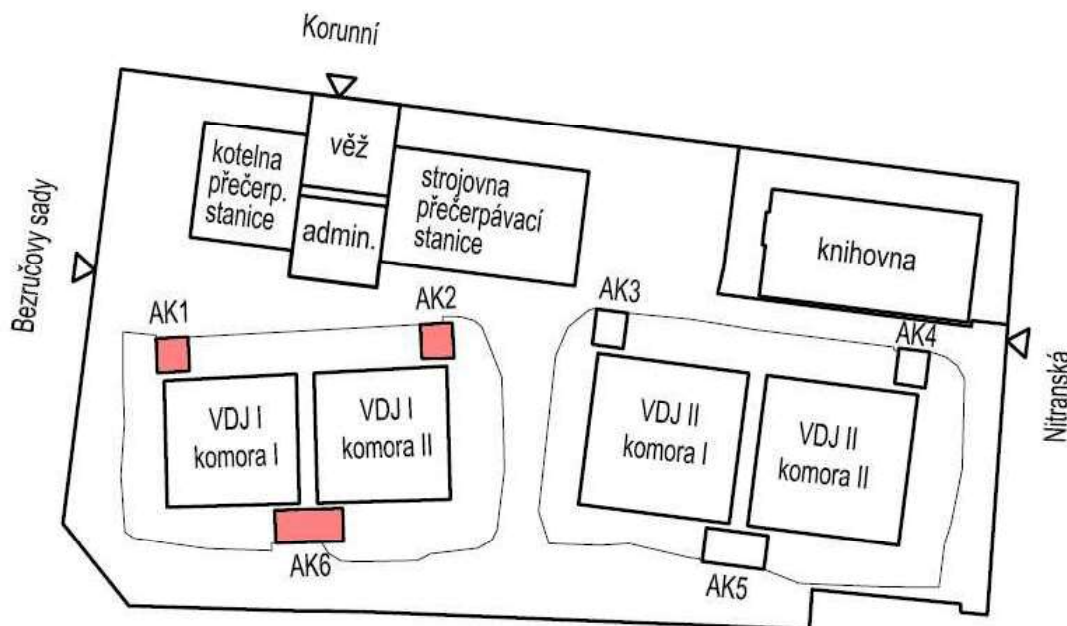 Korunní
věž
kotelna
přečerp.
stanice
strojovna
přečerpávací
stanice
admin.
knihovna
Bezručovy sady
AK1
AK2
AK3
AK4
Nitranská
VDJ I
komora I
VDJ I
komora II
VDJ II
komora I
VDJ II
komora II
AK6
AK5